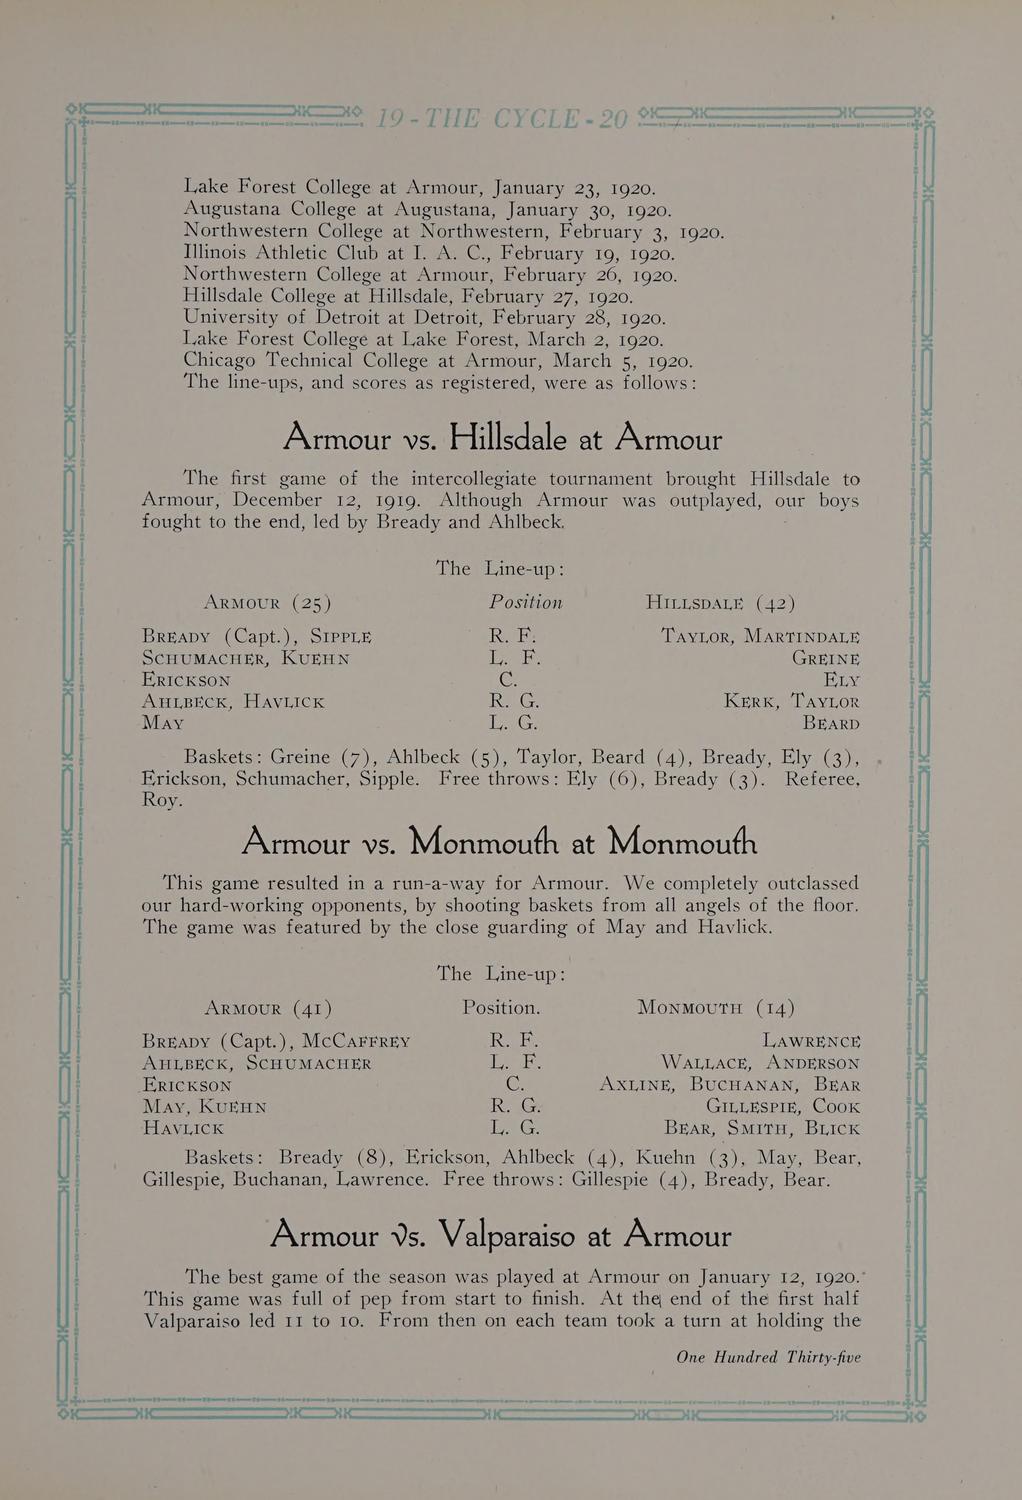 19-THE CYCLE-20
Lake Forest College at Armour, January 23, 1920.
Augustana College at Augustana, January 30, 1920.
Northwestern College at Northwestern, February 3, 1920.
Illinois Athletic Club at I. A. C., February 19, 1920.
Northwestern College at Armour, February 26, 1920.
Hillsdale College at Hillsdale, February 27, 1920.
University of Detroit at Detroit, February 28, 1920.
Lake Forest College at Lake Forest, March 2, 1920.
Chicago Technical College at Armour, March 5, 1920.
The line-ups, and scores as registered, were as follows:
Armour vs. Hillsdale at Armour
The first game of the intercollegiate tournament brought Hillsdale to
Armour, December 12, 1919. Although Armour was outplayed, our boys
fought to the end, led by Bready and Ahlbeck.
The Line-up:
ARMOUR (25) Position HILLSDALE (42)
BREADY (Capt.), SIPPLE R. F. TAYLOR, MARTINDALE
SCHUMACHER, KUEHN L. F. GREINE
ERICKSON C. ELY
AHLBECK, HAVLICK R. G. KERK, TAYLOR
MAY L. G. BEARD
Baskets: Greine (7), Ahlbeck (5), Taylor, Beard (4), Bready, Ely (3),
Erickson, Schumacher, Sipple. Free throws: Ely (6), Bready (3). Referee,
Roy.
Armour vs. Monmouth at Monmouth
This game resulted in a run-a-way for Armour. We completely outclassed
our hard-working opponents, by shooting baskets from all angels of the floor.
The game was featured by the close guarding of May and Havlick.
The Line-up:
ARMOUR (41) Position. MONMOUTH (14)
BREADY (Capt.), MCCAFFREY R. F. LAWRENCE
AHLBECK, SCHUMACHER L. F. WALLACE, ANDERSON
ERICKSON C. AXLINE, BUCHANAN, BEAR
MAY, KUEHN R. G. GILLESPIE, COOK
HAVLICK L. G. BEAR, SMITH, BLICK
Baskets: Bready (8), Erickson, Ahlbeck (4), Kuehn (3), May, Bear,
Gillespie, Buchanan, Lawrence. Free throws: Gillespie (4), Bready, Bear.
Armour Vs. Valparaiso at Armour
The best game of the season was played at Armour on January 12, 1920.
This game was full of pep from start to finish. At the end of the first half
Valparaiso led 11 to 10. From then on each team took a turn at holding the
One Hundred Thirty-five